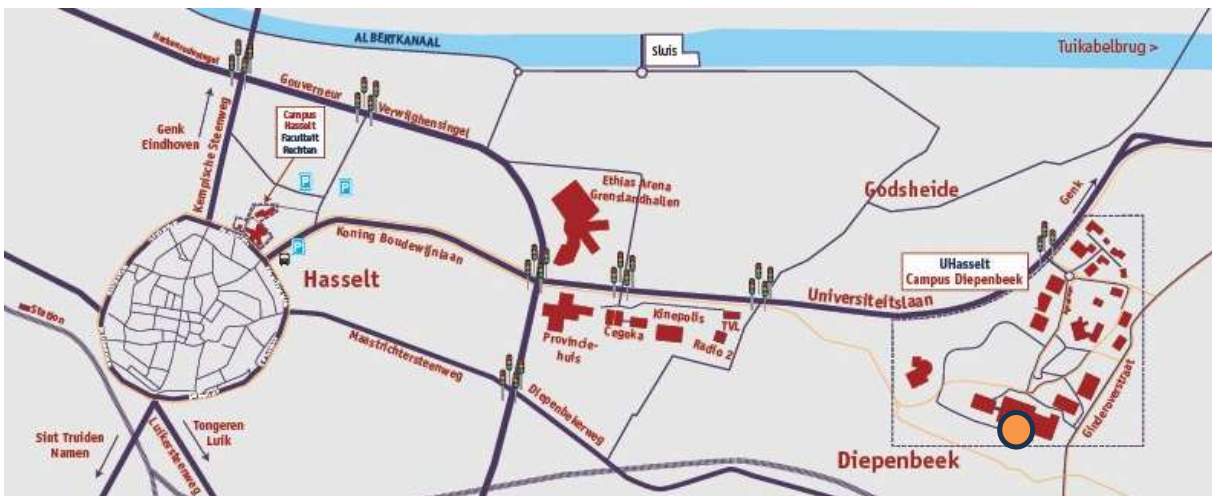 ALBERTKANAAL
Sluis
Tuikabelbrug >
Gouverneur
Verwilghensingel
Genk
Eindhoven
Kempische Steenweg
Campus
Hasselt
Faculteit
Rechten
P
P
P
Ethias Arena
Grenslandhallen
Godsheide
Genk
Koning Boudewijnlaan
Hasselt
UHasselt
Campus Diepenbeek
Universiteitslaan
Station
Maastrichtersteenweg
Provincie-
huis
Cegeka
Kinepolis
TVL
Radio 2
Diepenbekerweg
Ginderoverstraat
Diepenbeek
Sint Truiden
Namen
Luikersteenweg
Tongeren
Luik